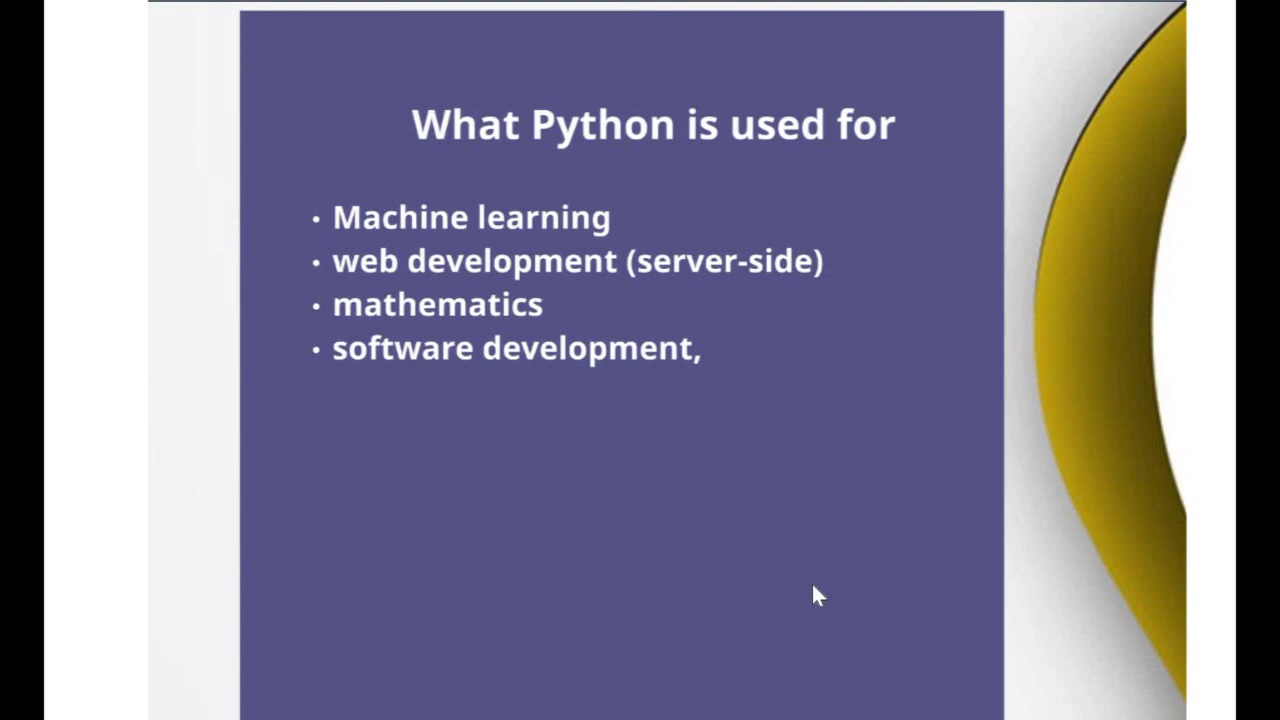 What Python is used for
• Machine learning
• web development (server-side)
• mathematics
• software development,